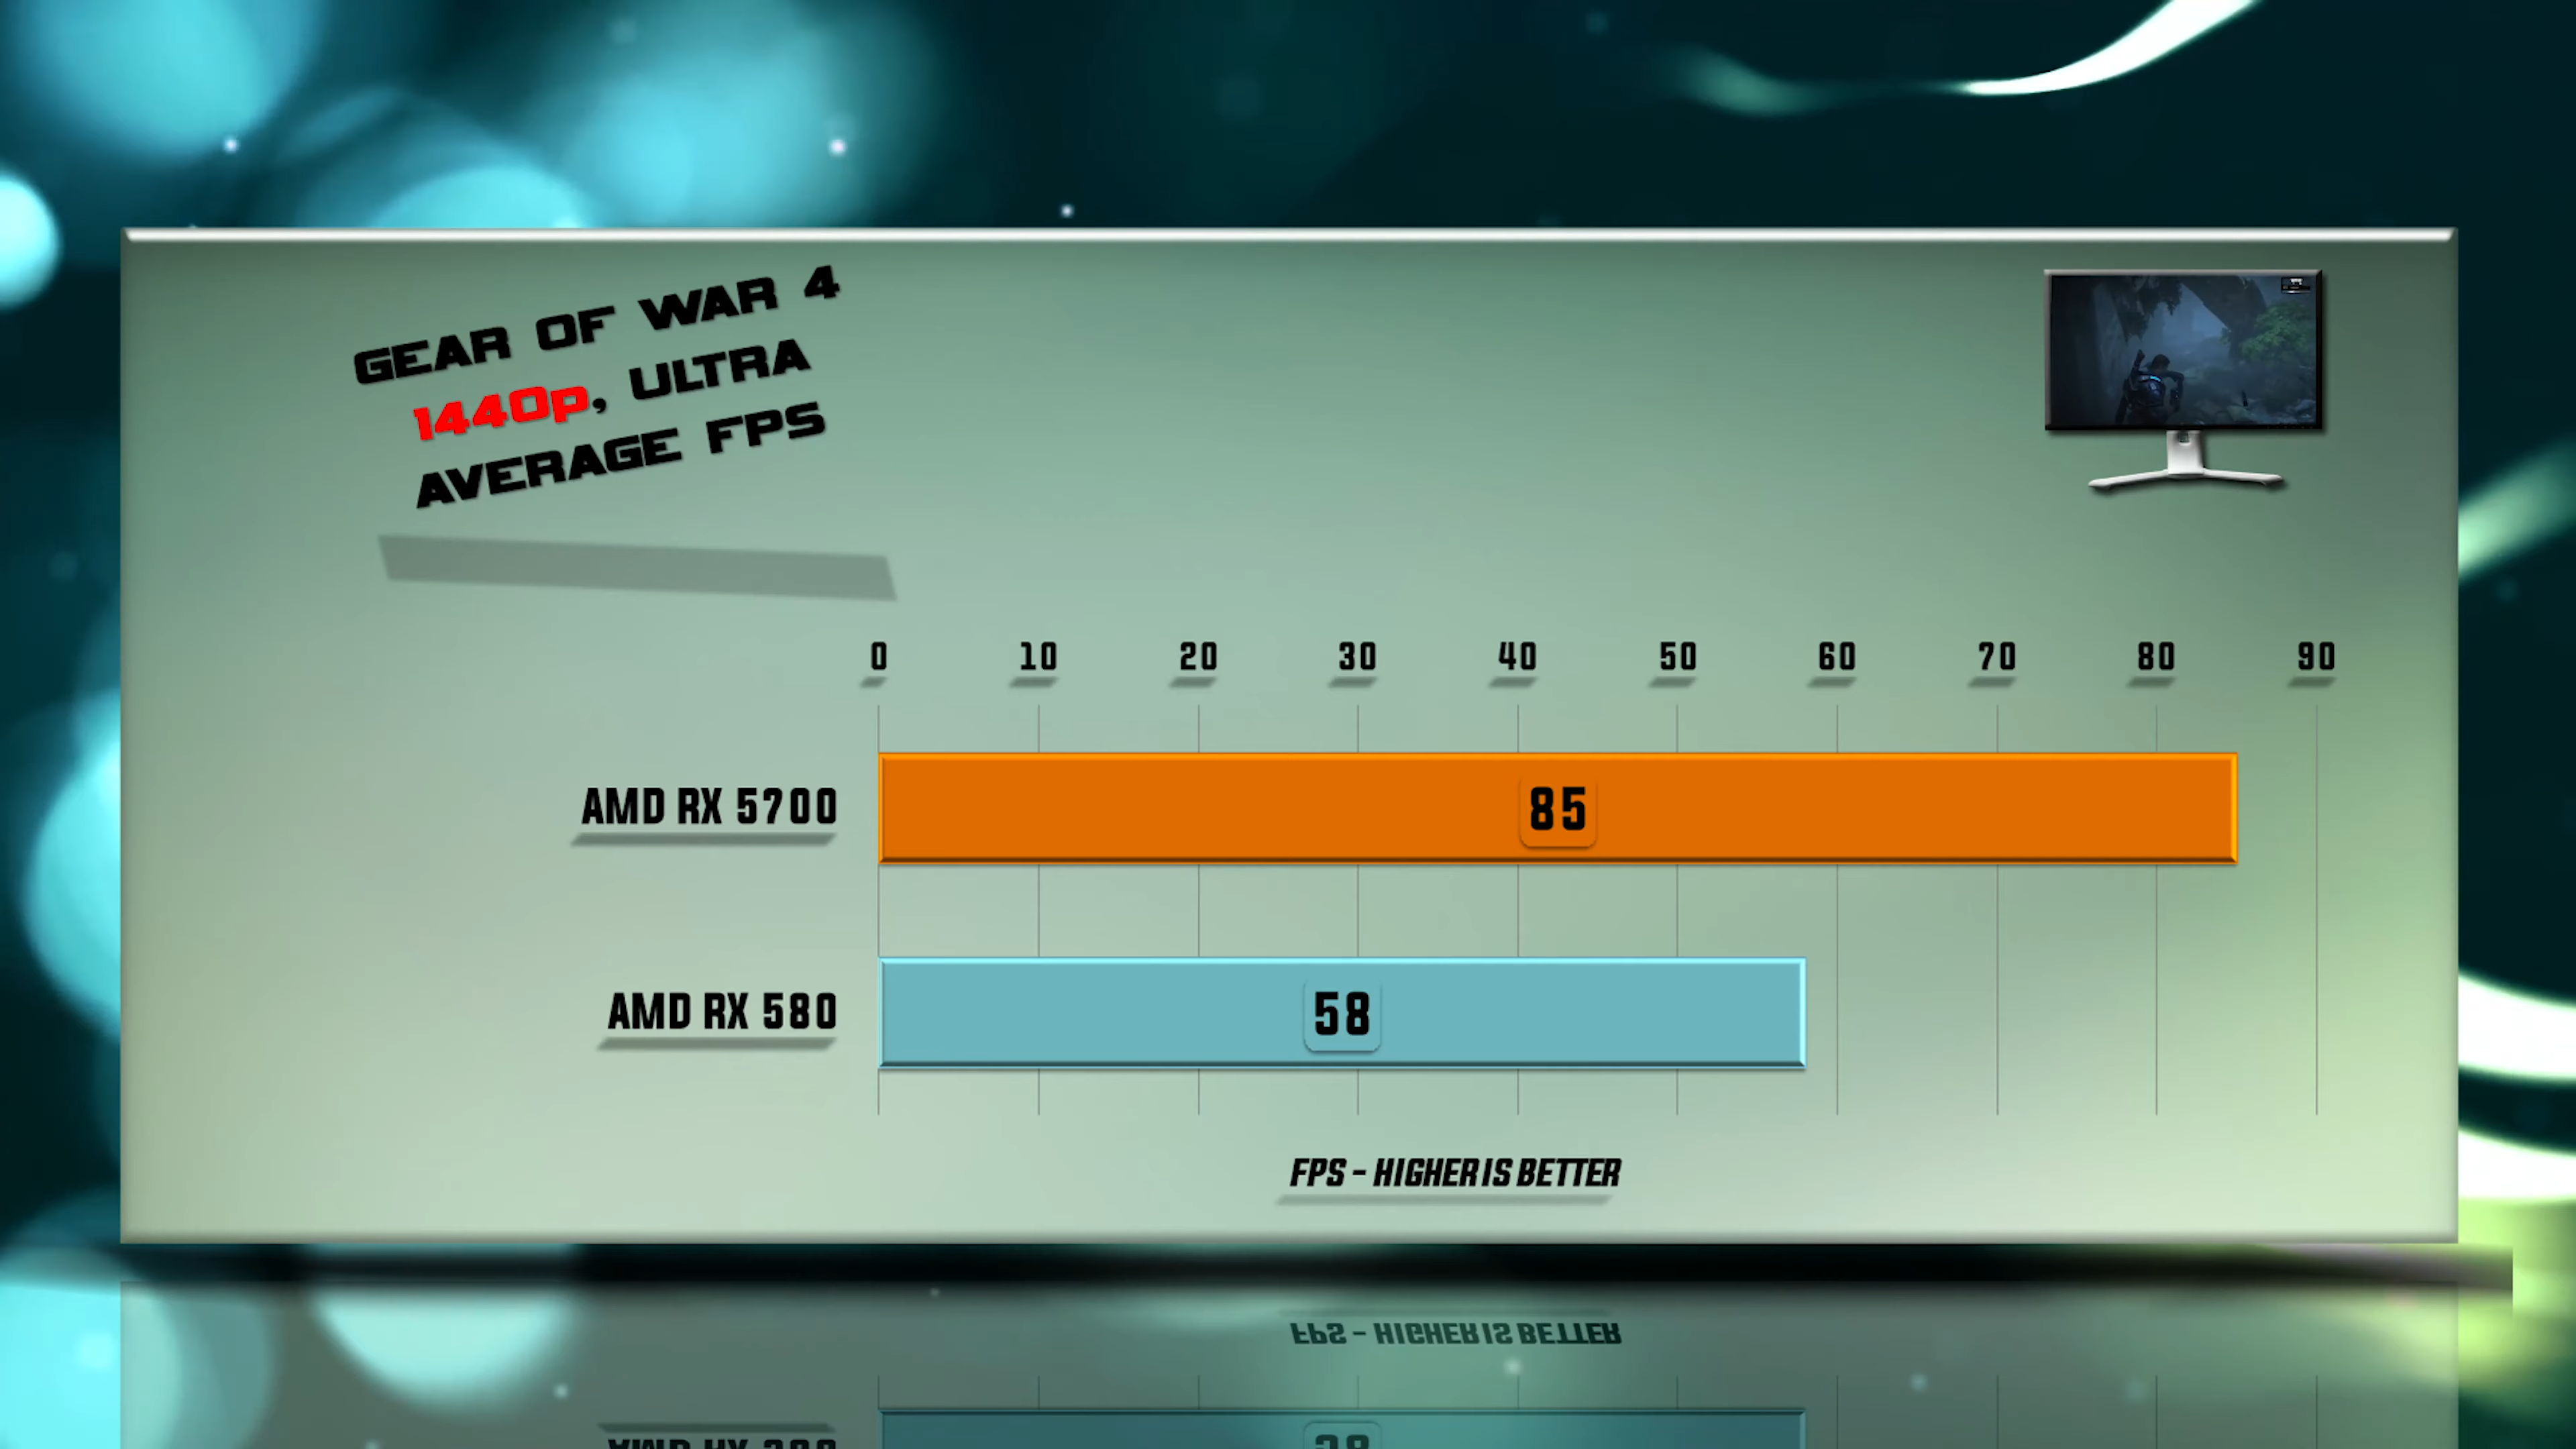 GEAR OF WAR 4
1440p, ULTRA
AVERAGE FPS
0 10 20 30 40 50 60 70 80 90
AMD RX 5700
85
AMD RX 580
58
FPS - HIGHER IS BETTER